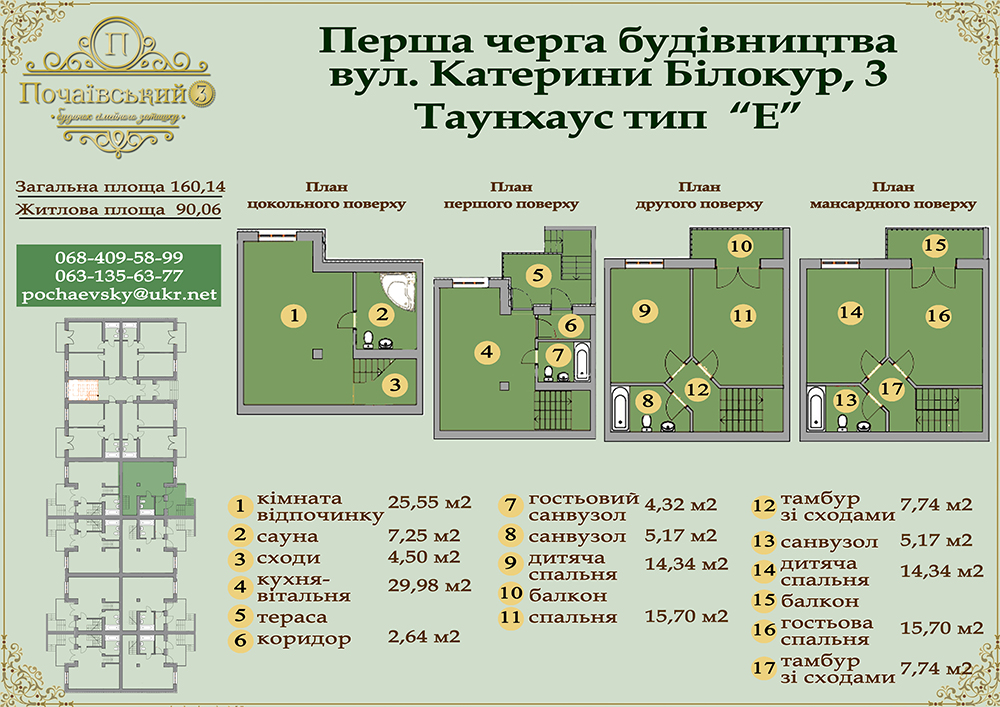 П
Почаївський 3
• будинок сімейного затишку •
Перша черга будівництва
вул. Катерини Білокур, 3
Таунхаус тип “Е”
Загальна площа 160,14
Житлова площа 90,06
068-409-58-99
063-135-63-77
pochaevsky@ukr.net
План
цокольного поверху
План
першого поверху
План
другого поверху
План
мансардного поверху
1
2
3
4
5
6
7
8
9
10
11
12
13
14
15
16
17
1 кімната
відпочинку 25,55 м2
2 сауна 7,25 м2
3 сходи 4,50 м2
4 кухня-
вітальня 29,98 м2
5 тераса
6 коридор 2,64 м2
7 гостьовий
санвузол 4,32 м2
8 санвузол 5,17 м2
9 дитяча
спальня 14,34 м2
10 балкон
11 спальня 15,70 м2
12 тамбур
зі сходами 7,74 м2
13 санвузол 5,17 м2
14 дитяча
спальня 14,34 м2
15 балкон
16 гостьова
спальня 15,70 м2
17 тамбур
зі сходами 7,74 м2